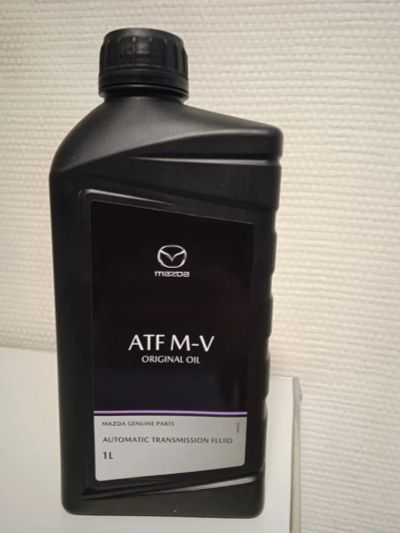 mazda
ATF M-V
ORIGINAL OIL
MAZDA GENUINE PARTS
AUTOMATIC TRANSMISSION FLUID
1L